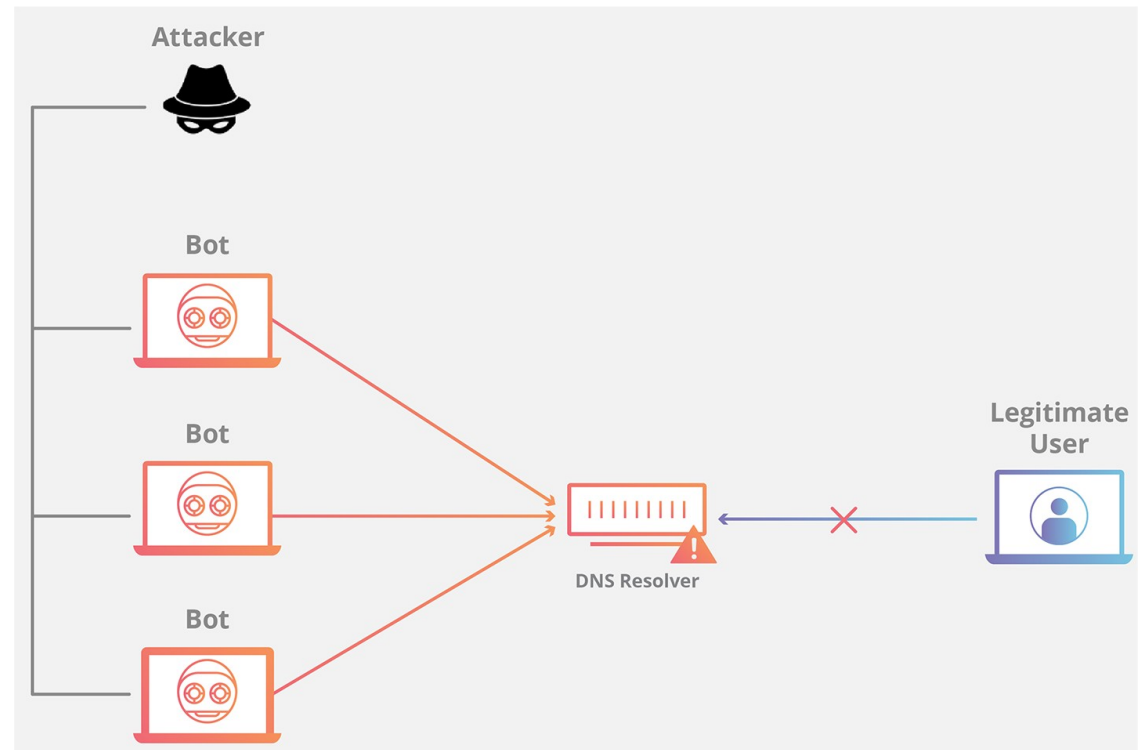 Attacker
Bot
Bot
Legitimate
User
DNS Resolver
Bot